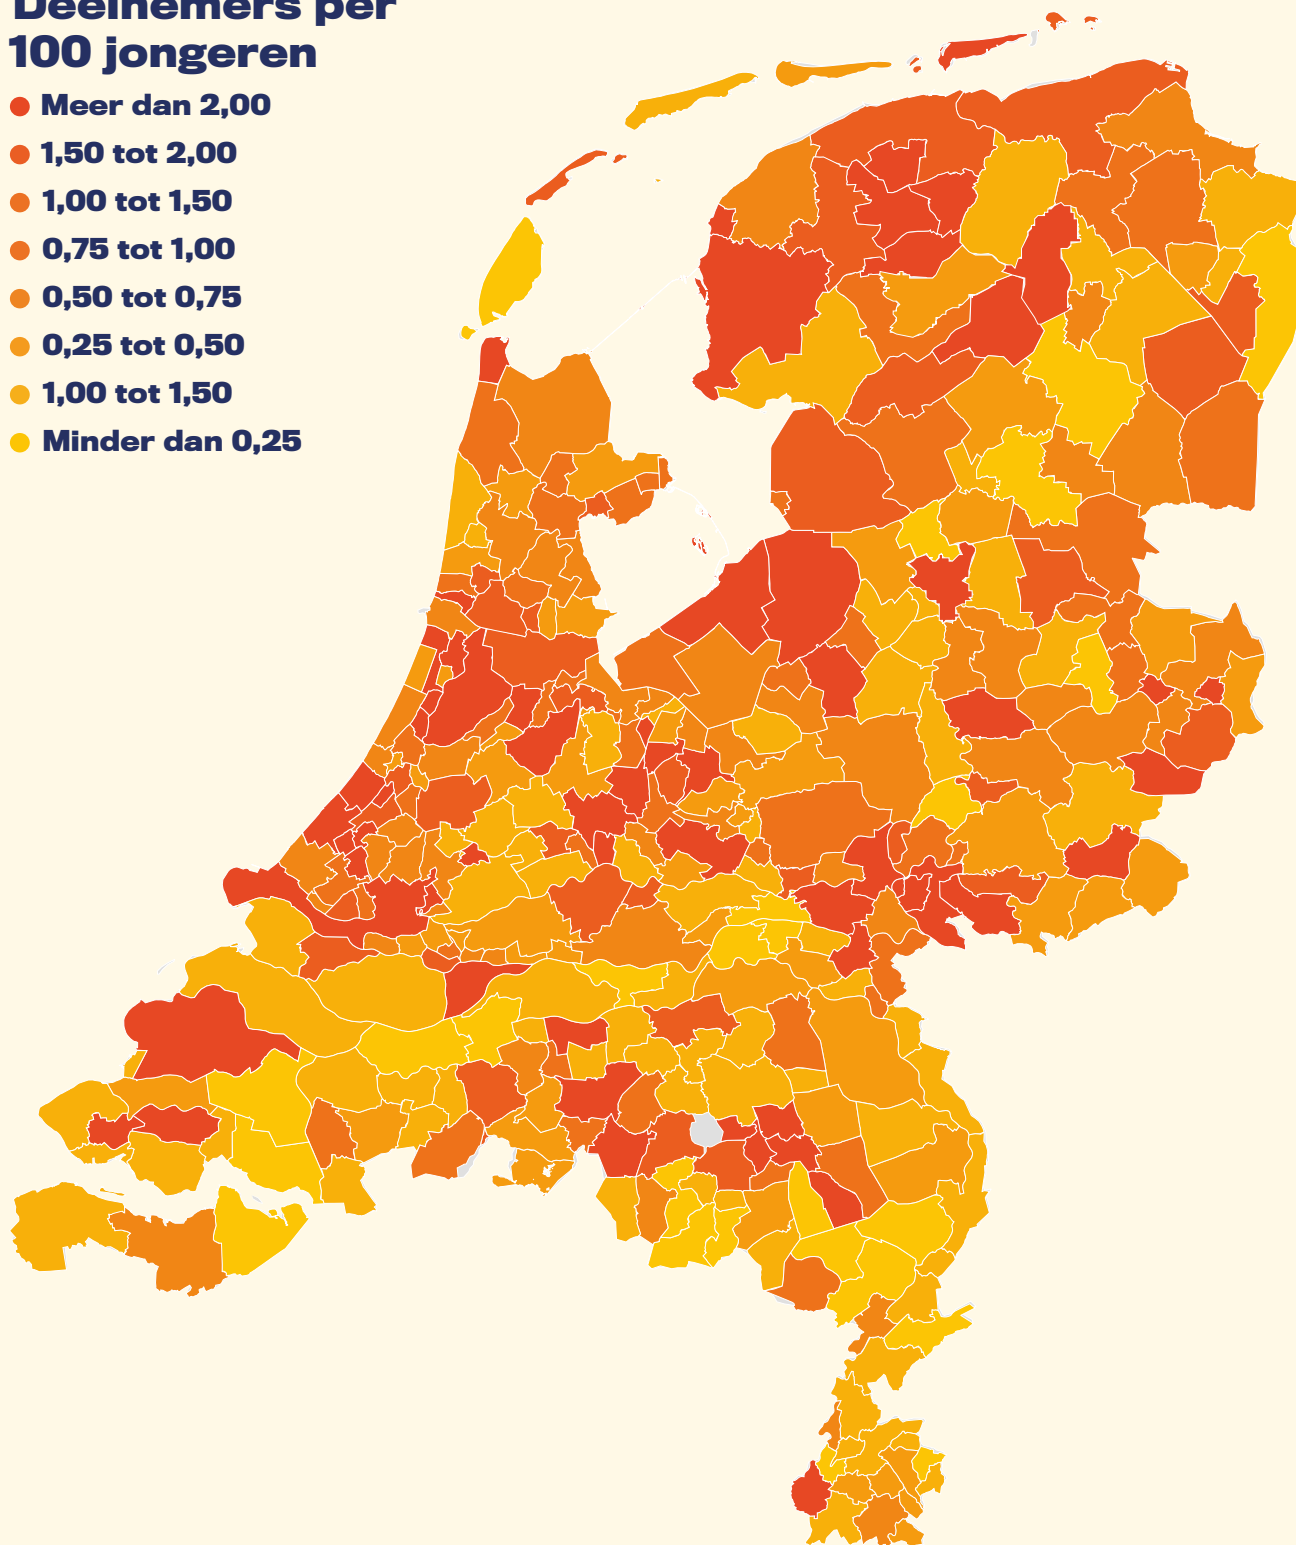 Deelnemers per
100 jongeren
Meer dan 2,00
1,50 tot 2,00
1,00 tot 1,50
0,75 tot 1,00
0,50 tot 0,75
0,25 tot 0,50
1,00 tot 1,50
Minder dan 0,25